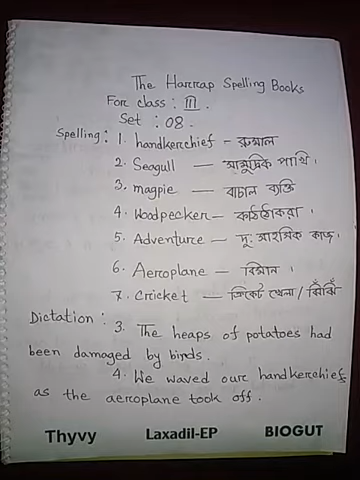 The Harrap Spelling Books
For class : III.
Set : 08.
Spelling : 1. handkerchief - রুমাল
2. Seagull — সামুদ্রিক পাখি।
3. magpie — বাচাল ব্যক্তি
4. Woodpecker - কাঠঠোকরা।
5. Adventure - দু: সাহসিক কাজ।
6. Aeroplane - বিমান।
7. Cricket — ক্রিকেট খেলা / ঝিঁঝিঁ
Dictation :
3. The heaps of potatoes had
been damaged by birds.
4. We waved our handkerchiefs
as the aeroplane took off.
Thyvy Laxadil-EP BIOGUT